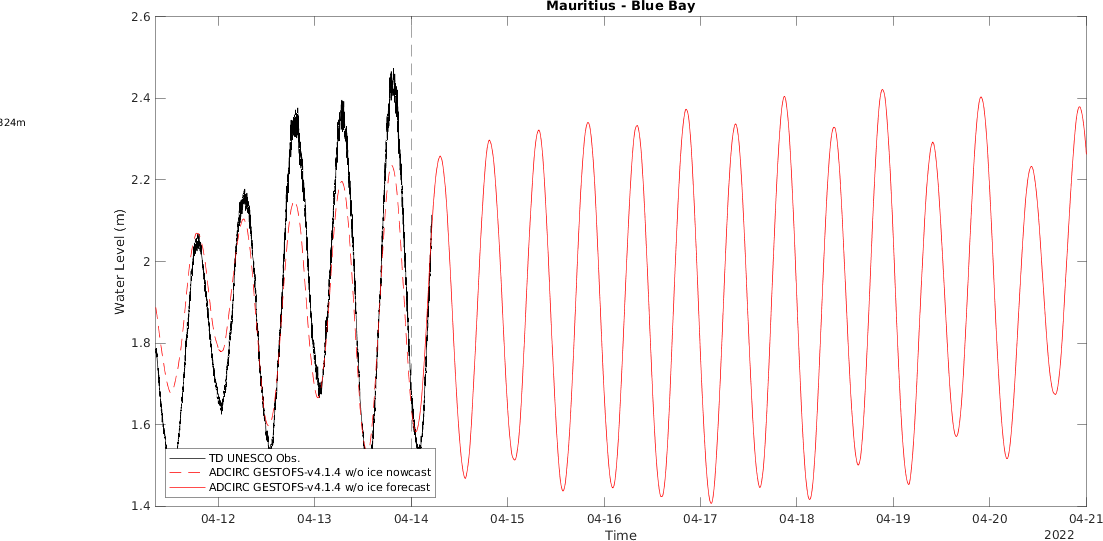 Mauritius - Blue Bay
324m
Water Level (m)
2.6
2.4
2.2
2
1.8
1.6
1.4
TD UNESCO Obs.
ADCIRC GESTOFS-v4.1.4 w/o ice nowcast
ADCIRC GESTOFS-v4.1.4 w/o ice forecast
04-12 04-13 04-14 04-15 04-16 04-17 04-18 04-19 04-20 04-21
Time
2022